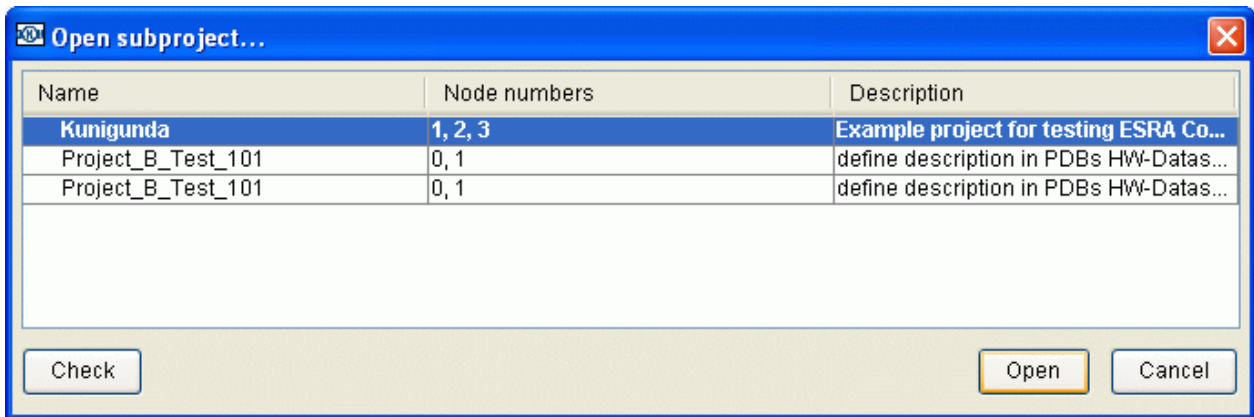 Open subproject...
Name Node numbers Description
Kunigunda 1, 2, 3 Example project for testing ESRA Co...
Project_B_Test_101 0, 1 define description in PDBs HW-Datas...
Project_B_Test_101 0, 1 define description in PDBs HW-Datas...
Check Open Cancel